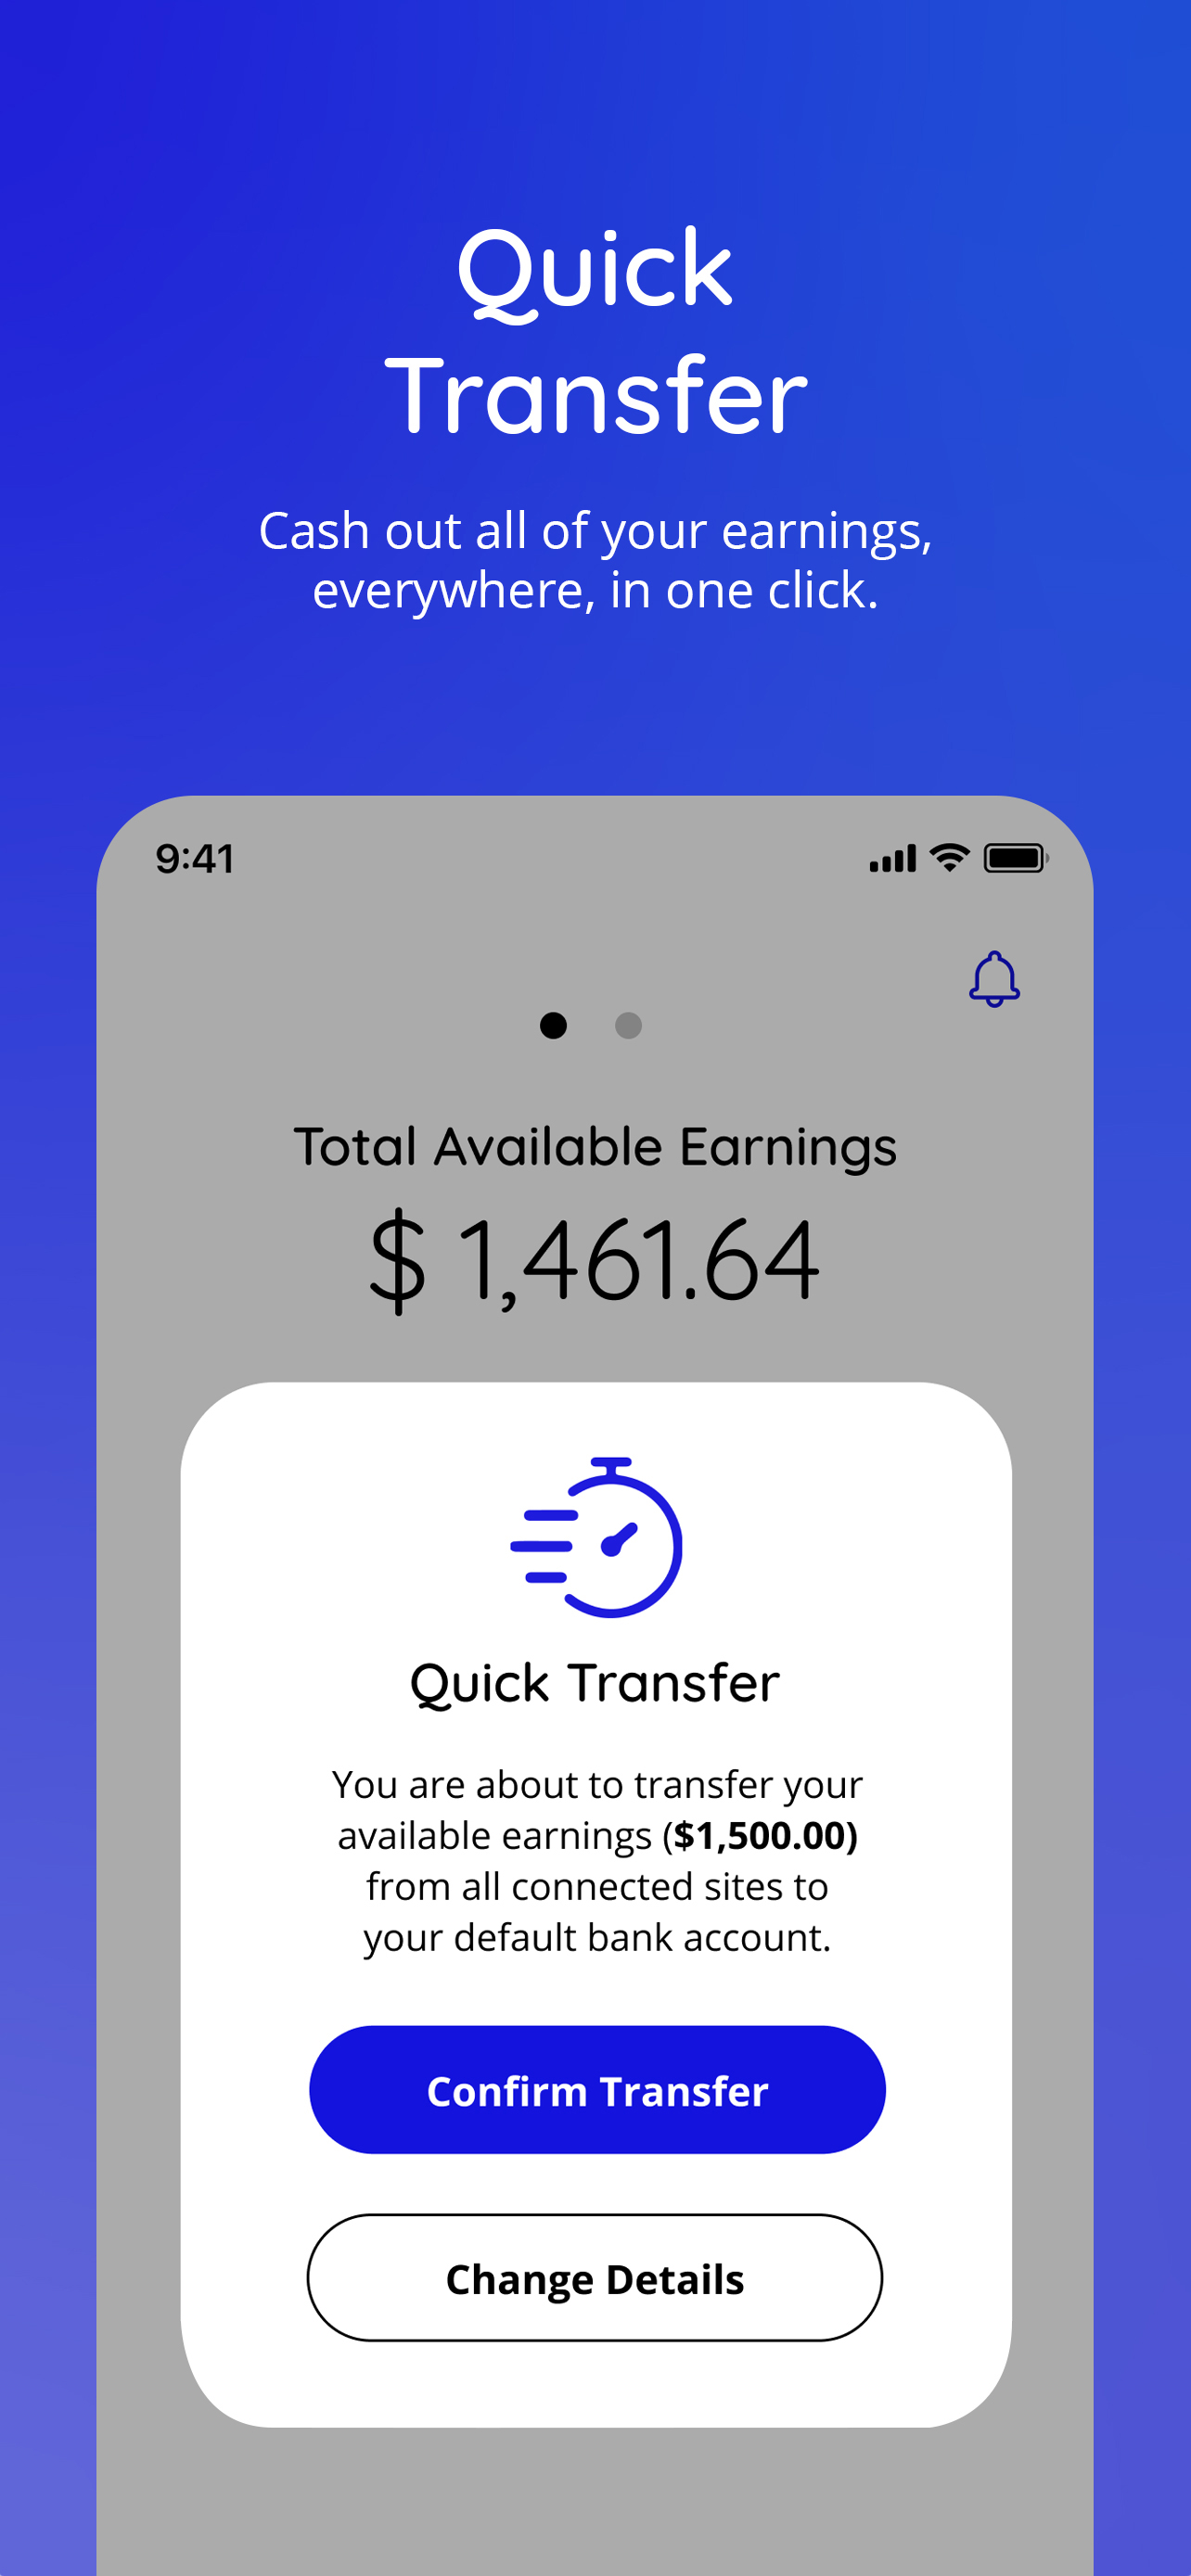 Quick
Transfer
Cash out all of your earnings,
everywhere, in one click.
9:41
Total Available Earnings
$ 1,461.64
Quick Transfer
You are about to transfer your
available earnings ($1,500.00)
from all connected sites to
your default bank account.
Confirm Transfer
Change Details